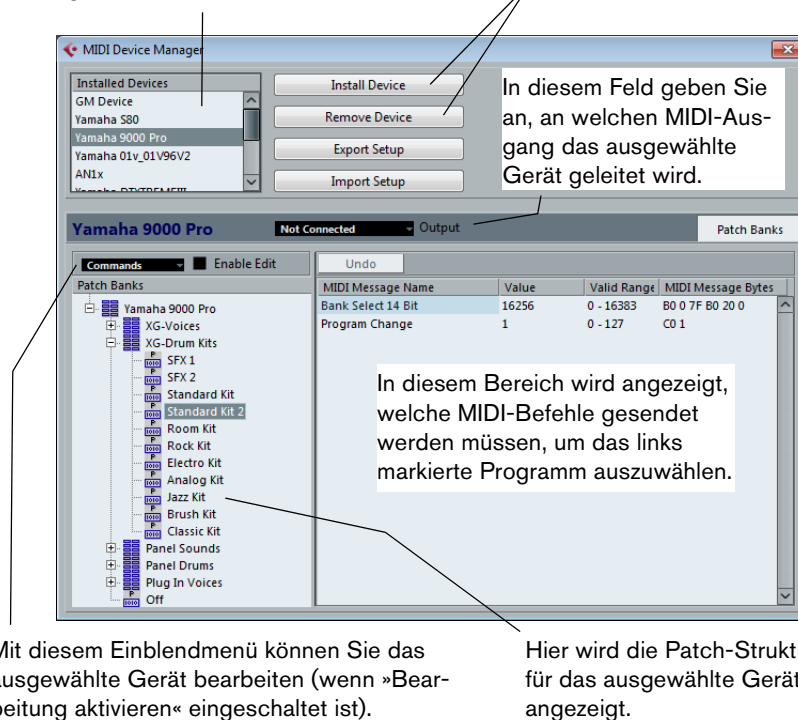 MIDI Device Manager
Installed Devices
GM Device
Yamaha S80
Yamaha 9000 Pro
Yamaha 01v_01V96V2
AN1x
Install Device
Remove Device
Export Setup
Import Setup
In diesem Feld geben Sie
an, an welchen MIDI-Aus-
gang das ausgewählte
Gerät geleitet wird.
Yamaha 9000 Pro
Not Connected
Output
Patch Banks
Commands
Enable Edit
Undo
Patch Banks
Yamaha 9000 Pro
XG-Voices
XG-Drum Kits
SFX 1
SFX 2
Standard Kit
Standard Kit 2
Room Kit
Rock Kit
Electro Kit
Analog Kit
Jazz Kit
Brush Kit
Classic Kit
Panel Sounds
Panel Drums
Plug In Voices
Off
MIDI Message Name Value Valid Range MIDI Message Bytes
Bank Select 14 Bit 16256 0 - 16383 B0 0 7F B0 20 0
Program Change 1 0 - 127 C0 1
In diesem Bereich wird angezeigt,
welche MIDI-Befehle gesendet
werden müssen, um das links
markierte Programm auszuwählen.
Mit diesem Einblendmenü können Sie das
ausgewählte Gerät bearbeiten (wenn »Bear-
beitung aktivieren« eingeschaltet ist).
Hier wird die Patch-Strukt
für das ausgewählte Gerät
angezeigt.